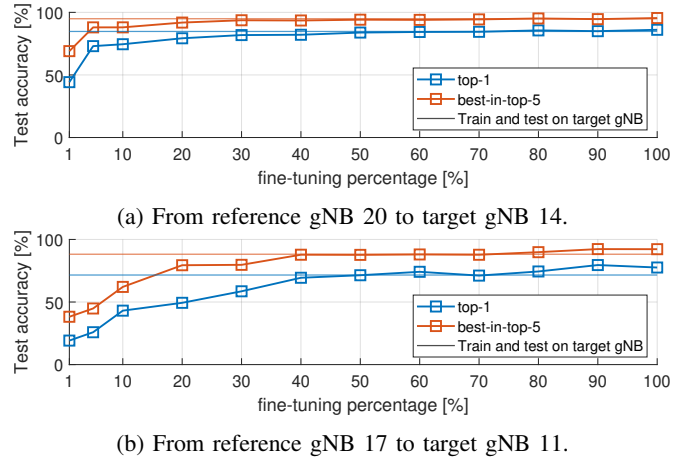 100
50
0
Test accuracy [%]
top-1
best-in-top-5
Train and test on target gNB
1 10 20 30 40 50 60 70 80 90 100
fine-tuning percentage [%]
(a) From reference gNB 20 to target gNB 14.
100
50
0
Test accuracy [%]
top-1
best-in-top-5
Train and test on target gNB
1 10 20 30 40 50 60 70 80 90 100
fine-tuning percentage [%]
(b) From reference gNB 17 to target gNB 11.